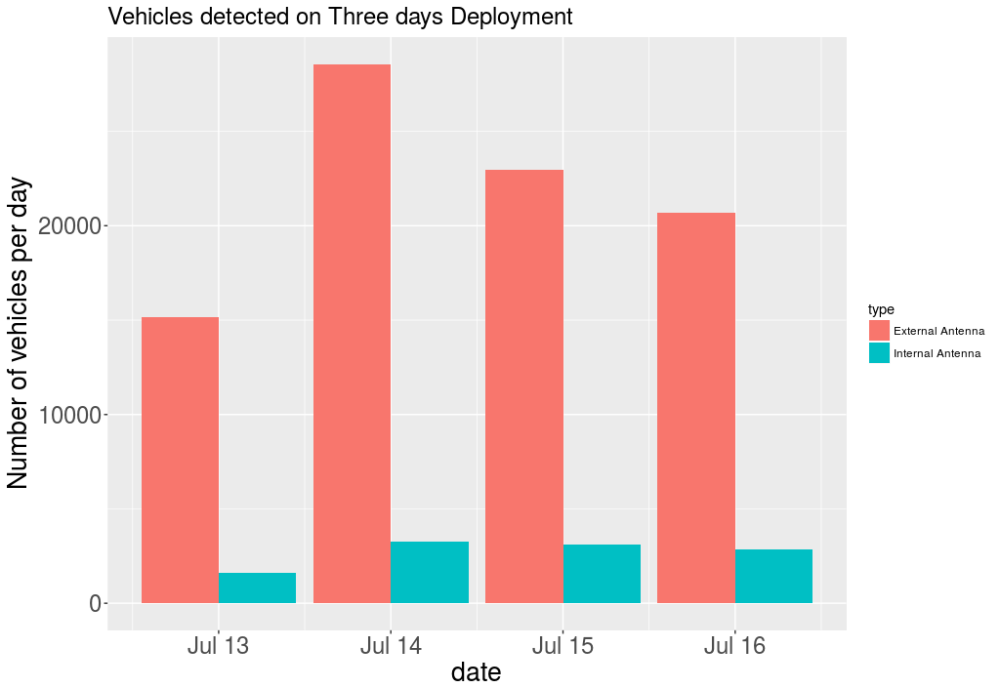 Vehicles detected on Three days Deployment
Number of vehicles per day
20000
10000
0
Jul 13
Jul 14
Jul 15
Jul 16
date
type
External Antenna
Internal Antenna